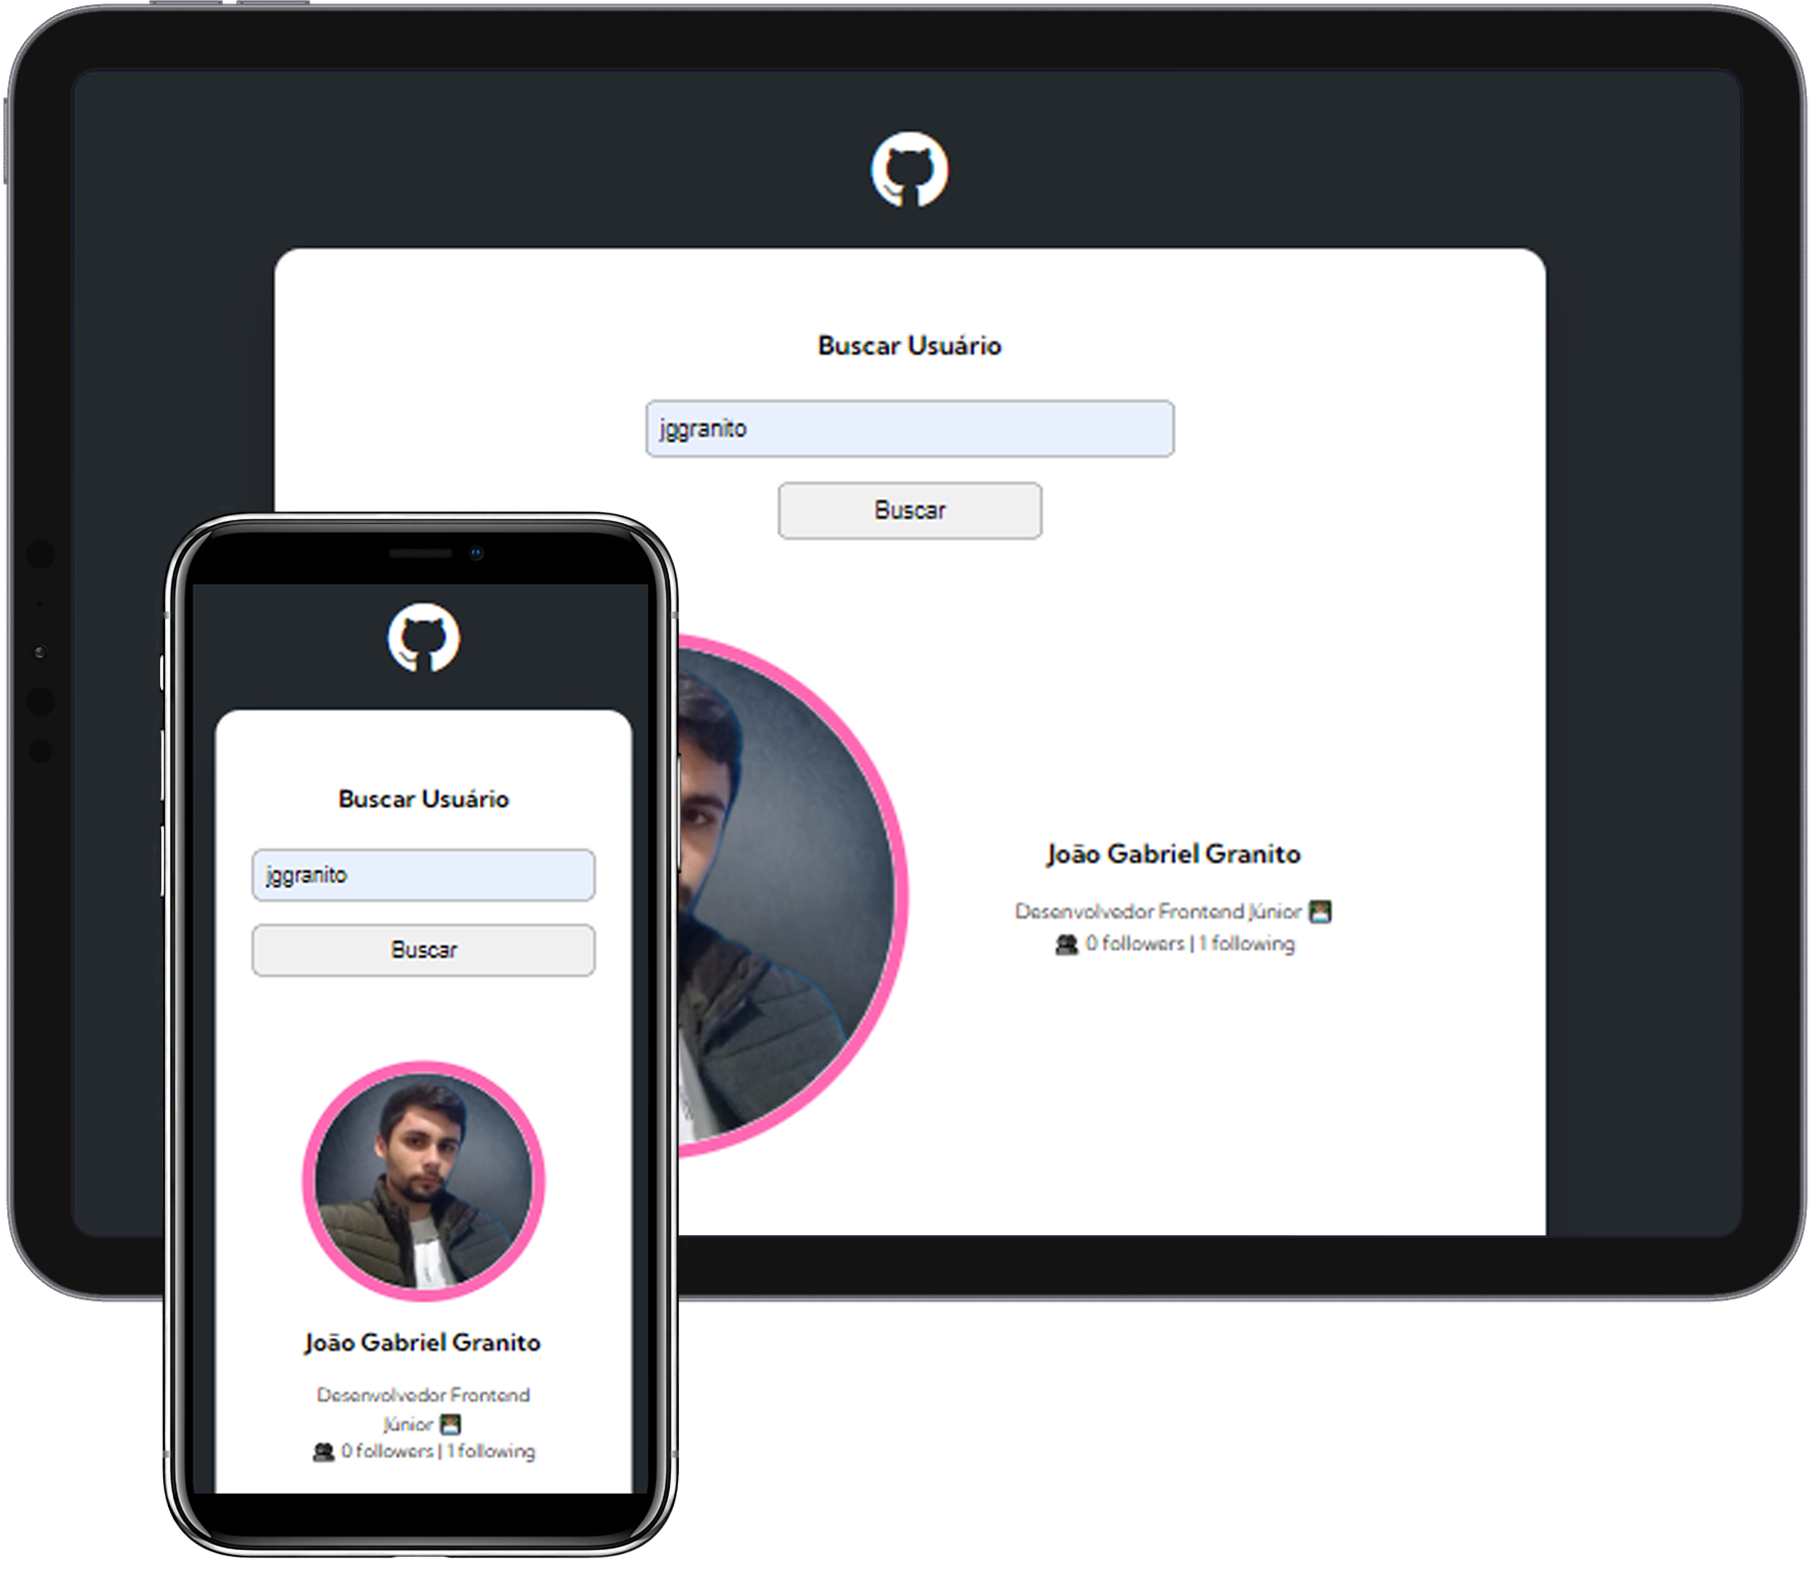 Buscar Usuário
jggranito
Buscar
João Gabriel Granito
Desenvolvedor Frontend Júnior
0 followers | 1 following
Buscar Usuário
jggranito
Buscar
João Gabriel Granito
Desenvolvedor Frontend
Júnior
0 followers | 1 following